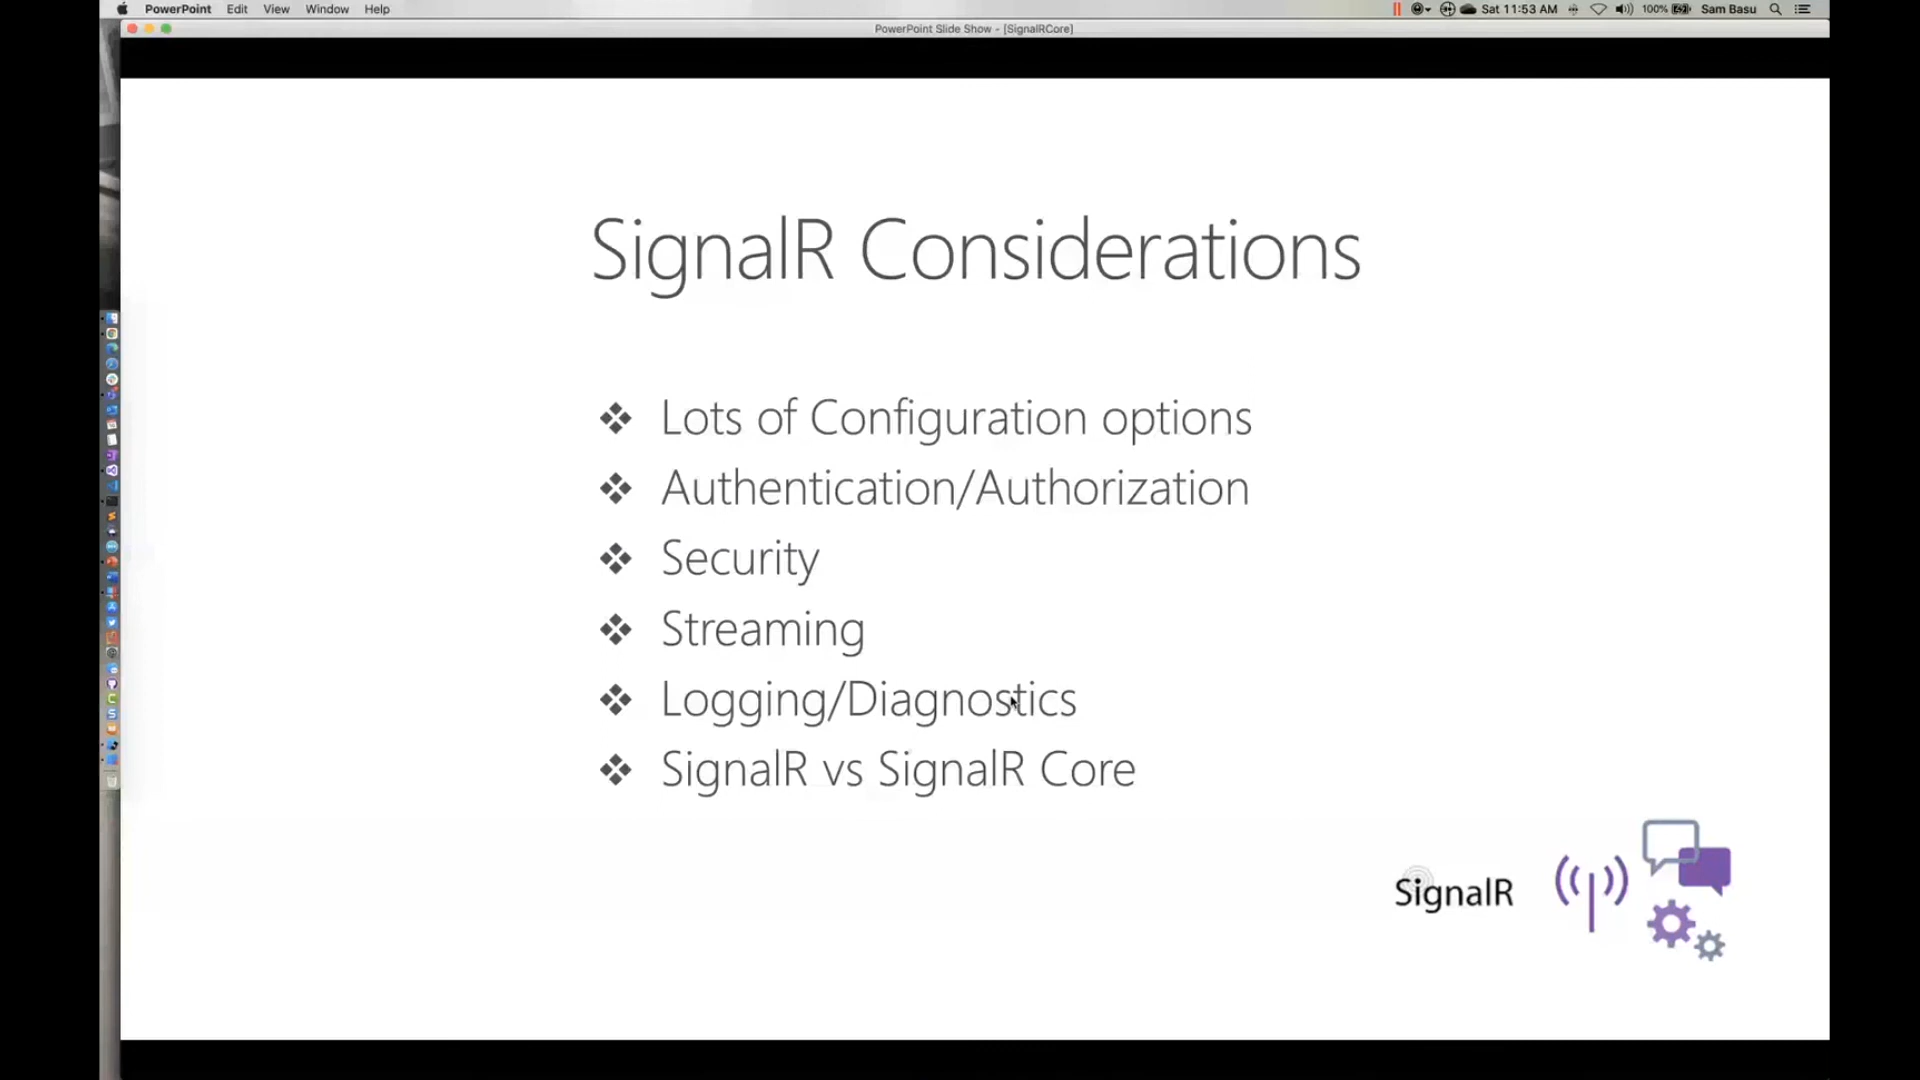 PowerPoint Edit View Window Help
Sat 11:53 AM 100% Sam Basu
PowerPoint Slide Show - [SignalRCore]
SignalR Considerations
Lots of Configuration options
Authentication/Authorization
Security
Streaming
Logging/Diagnostics
SignalR vs SignalR Core
SignalR